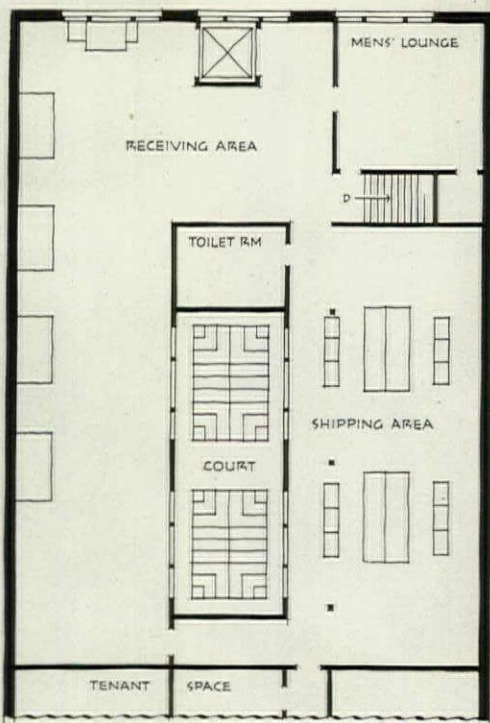 MENS' LOUNGE
RECEIVING AREA
D
TOILET RM
SHIPPING AREA
COURT
TENANT SPACE